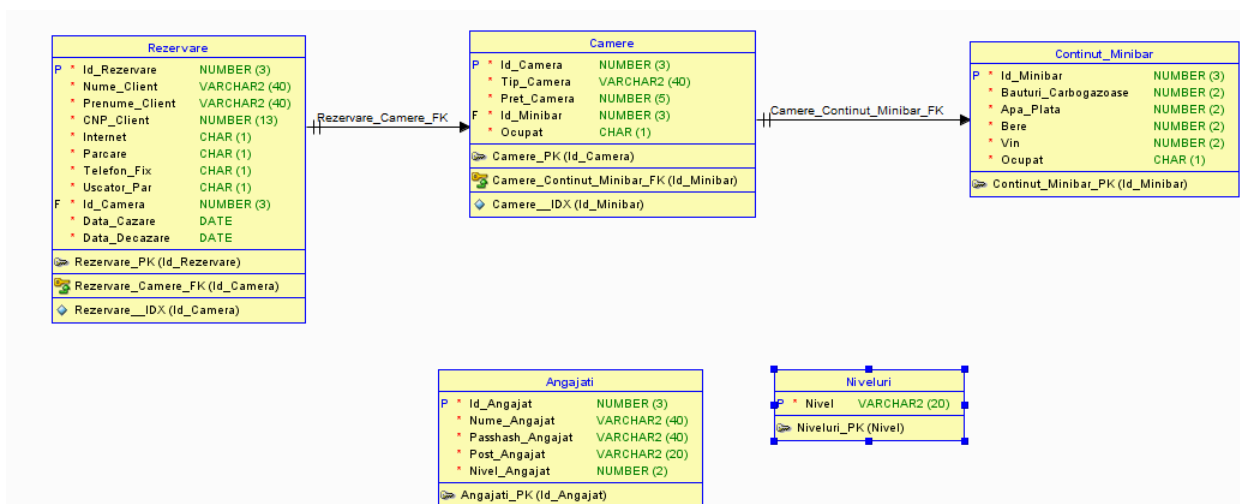 Rezervare
P * Id_Rezervare NUMBER (3)
* Nume_Client VARCHAR2 (40)
* Prenume_Client VARCHAR2 (40)
* CNP_Client NUMBER (13)
* Internet CHAR (1)
* Parcare CHAR (1)
* Telefon_Fix CHAR (1)
* Uscator_Par CHAR (1)
F * Id_Camera NUMBER (3)
* Data_Cazare DATE
* Data_Decazare DATE
Rezervare_PK (Id_Rezervare)
Rezervare_Camere_FK (Id_Camera)
Rezervare__IDX (Id_Camera)
Rezervare_Camere_FK
Camere
P * Id_Camera NUMBER (3)
* Tip_Camera VARCHAR2 (40)
* Pret_Camera NUMBER (5)
F * Id_Minibar NUMBER (3)
* Ocupat CHAR (1)
Camere_PK (Id_Camera)
Camere_Continut_Minibar_FK (Id_Minibar)
Camere__IDX (Id_Minibar)
Camere_Continut_Minibar_FK
Continut_Minibar
P * Id_Minibar NUMBER (3)
* Bauturi_Carbogazoase NUMBER (2)
* Apa_Plata NUMBER (2)
* Bere NUMBER (2)
* Vin NUMBER (2)
* Ocupat CHAR (1)
Continut_Minibar_PK (Id_Minibar)
Angajati
P * Id_Angajat NUMBER (3)
* Nume_Angajat VARCHAR2 (40)
* Passhash_Angajat VARCHAR2 (40)
* Post_Angajat VARCHAR2 (20)
* Nivel_Angajat NUMBER (2)
Angajati_PK (Id_Angajat)
Niveluri
P * Nivel VARCHAR2 (20)
Niveluri_PK (Nivel)